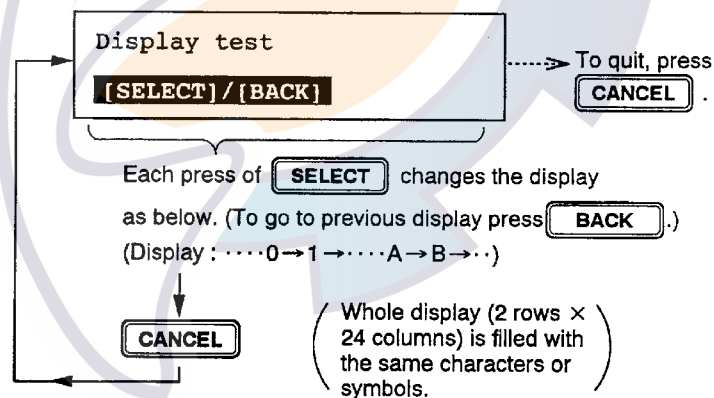 Display test
[SELECT]/[BACK]
To quit, press
CANCEL .
Each press of SELECT changes the display
as below. (To go to previous display press BACK .)
(Display : ····0→1→····A→B→··)
CANCEL
(Whole display (2 rows ×
24 columns) is filled with
the same characters or
symbols.)